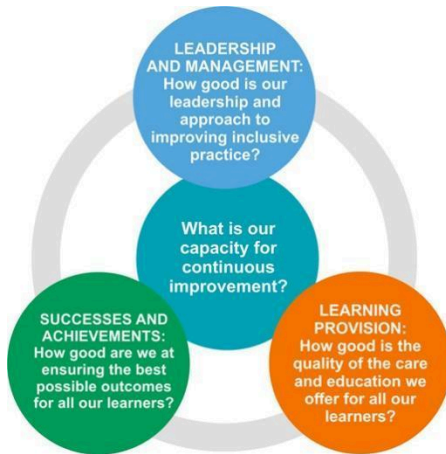 LEADERSHIP
AND MANAGEMENT:
How good is our
leadership and
approach to
improving inclusive
practice?
What is our
capacity for
continuous
improvement?
SUCCESSES AND
ACHIEVEMENTS:
How good are we at
ensuring the best
possible outcomes
for all our learners?
LEARNING
PROVISION:
How good is the
quality of the care
and education we
offer for all our
learners?